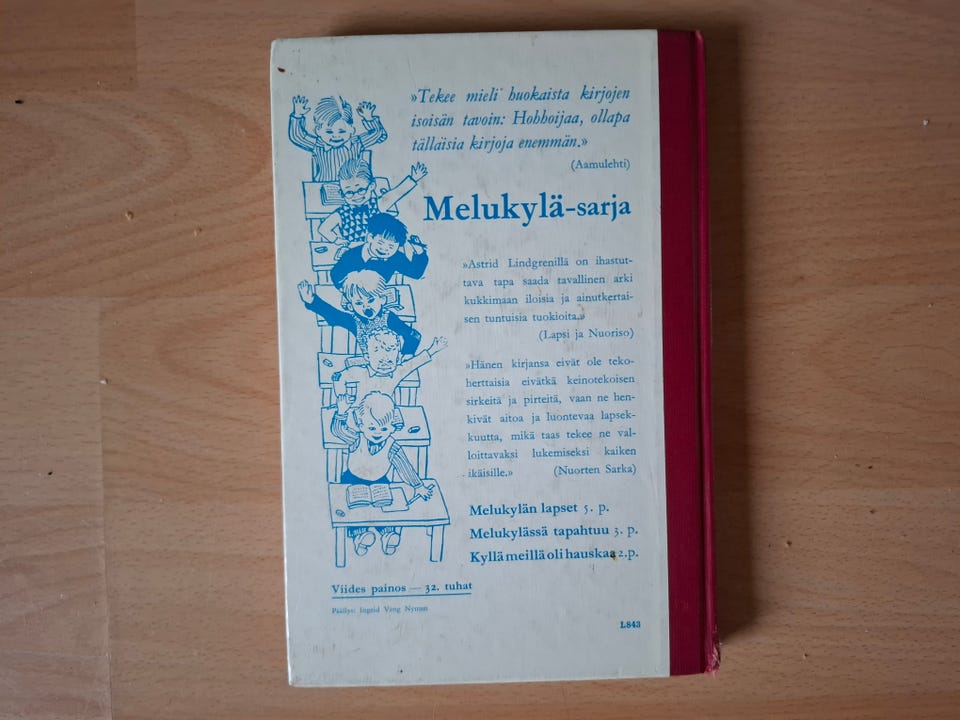 »Tekee mieli huokaista kirjojen
isoisän tavoin: Hohhoijaa, ollapa
tällaisia kirjoja enemmän.»
(Aamulehti)
Melukylä-sarja
»Astrid Lindgrenillä on ihastut-
tava tapa saada tavallinen arki
kukkimaan iloisia ja ainutkertai-
sen tuntuisia tuokioita.»
(Lapsi ja Nuoriso)
»Hänen kirjansa eivät ole teko-
herttaisia eivätkä keinotekoisen
sirkeitä ja pirteitä, vaan ne hen-
kivät aitoa ja luontevaa lapsek-
kuutta, mikä taas tekee ne val-
loittavaksi lukemiseksi kaiken
ikäisille.» (Nuorten Sarka)
Melukylän lapset 5. p.
Melukylässä tapahtuu 3. p.
Kyllä meillä oli hauskaa 2. p.
Viides painos — 32. tuhat
Päällys: Ingrid Vang Nyman
L843